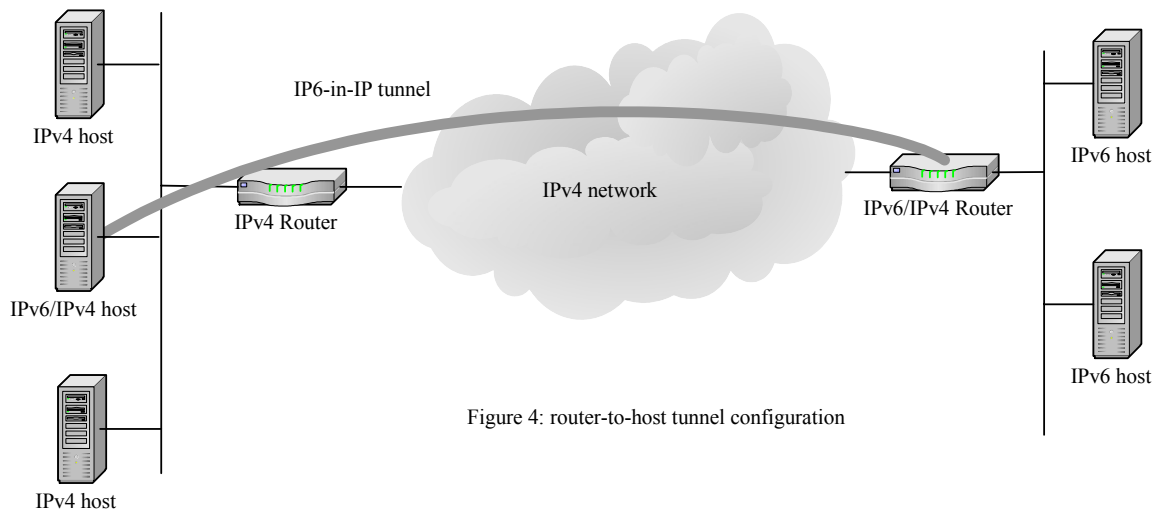 IPv4 host
IP6-in-IP tunnel
IPv6 host
IPv4 network
IPv4 Router
IPv6/IPv4 Router
IPv6/IPv4 host
IPv6 host
Figure 4: router-to-host tunnel configuration
IPv4 host